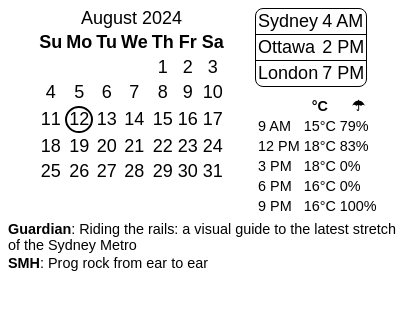 August 2024
Su Mo Tu We Th Fr Sa
1 2 3
4 5 6 7 8 9 10
11 12 13 14 15 16 17
18 19 20 21 22 23 24
25 26 27 28 29 30 31
Sydney 4 AM
Ottawa 2 PM
London 7 PM
°C ☂
9 AM 15°C 79%
12 PM 18°C 83%
3 PM 18°C 0%
6 PM 16°C 0%
9 PM 16°C 100%
Guardian: Riding the rails: a visual guide to the latest stretch
of the Sydney Metro
SMH: Prog rock from ear to ear